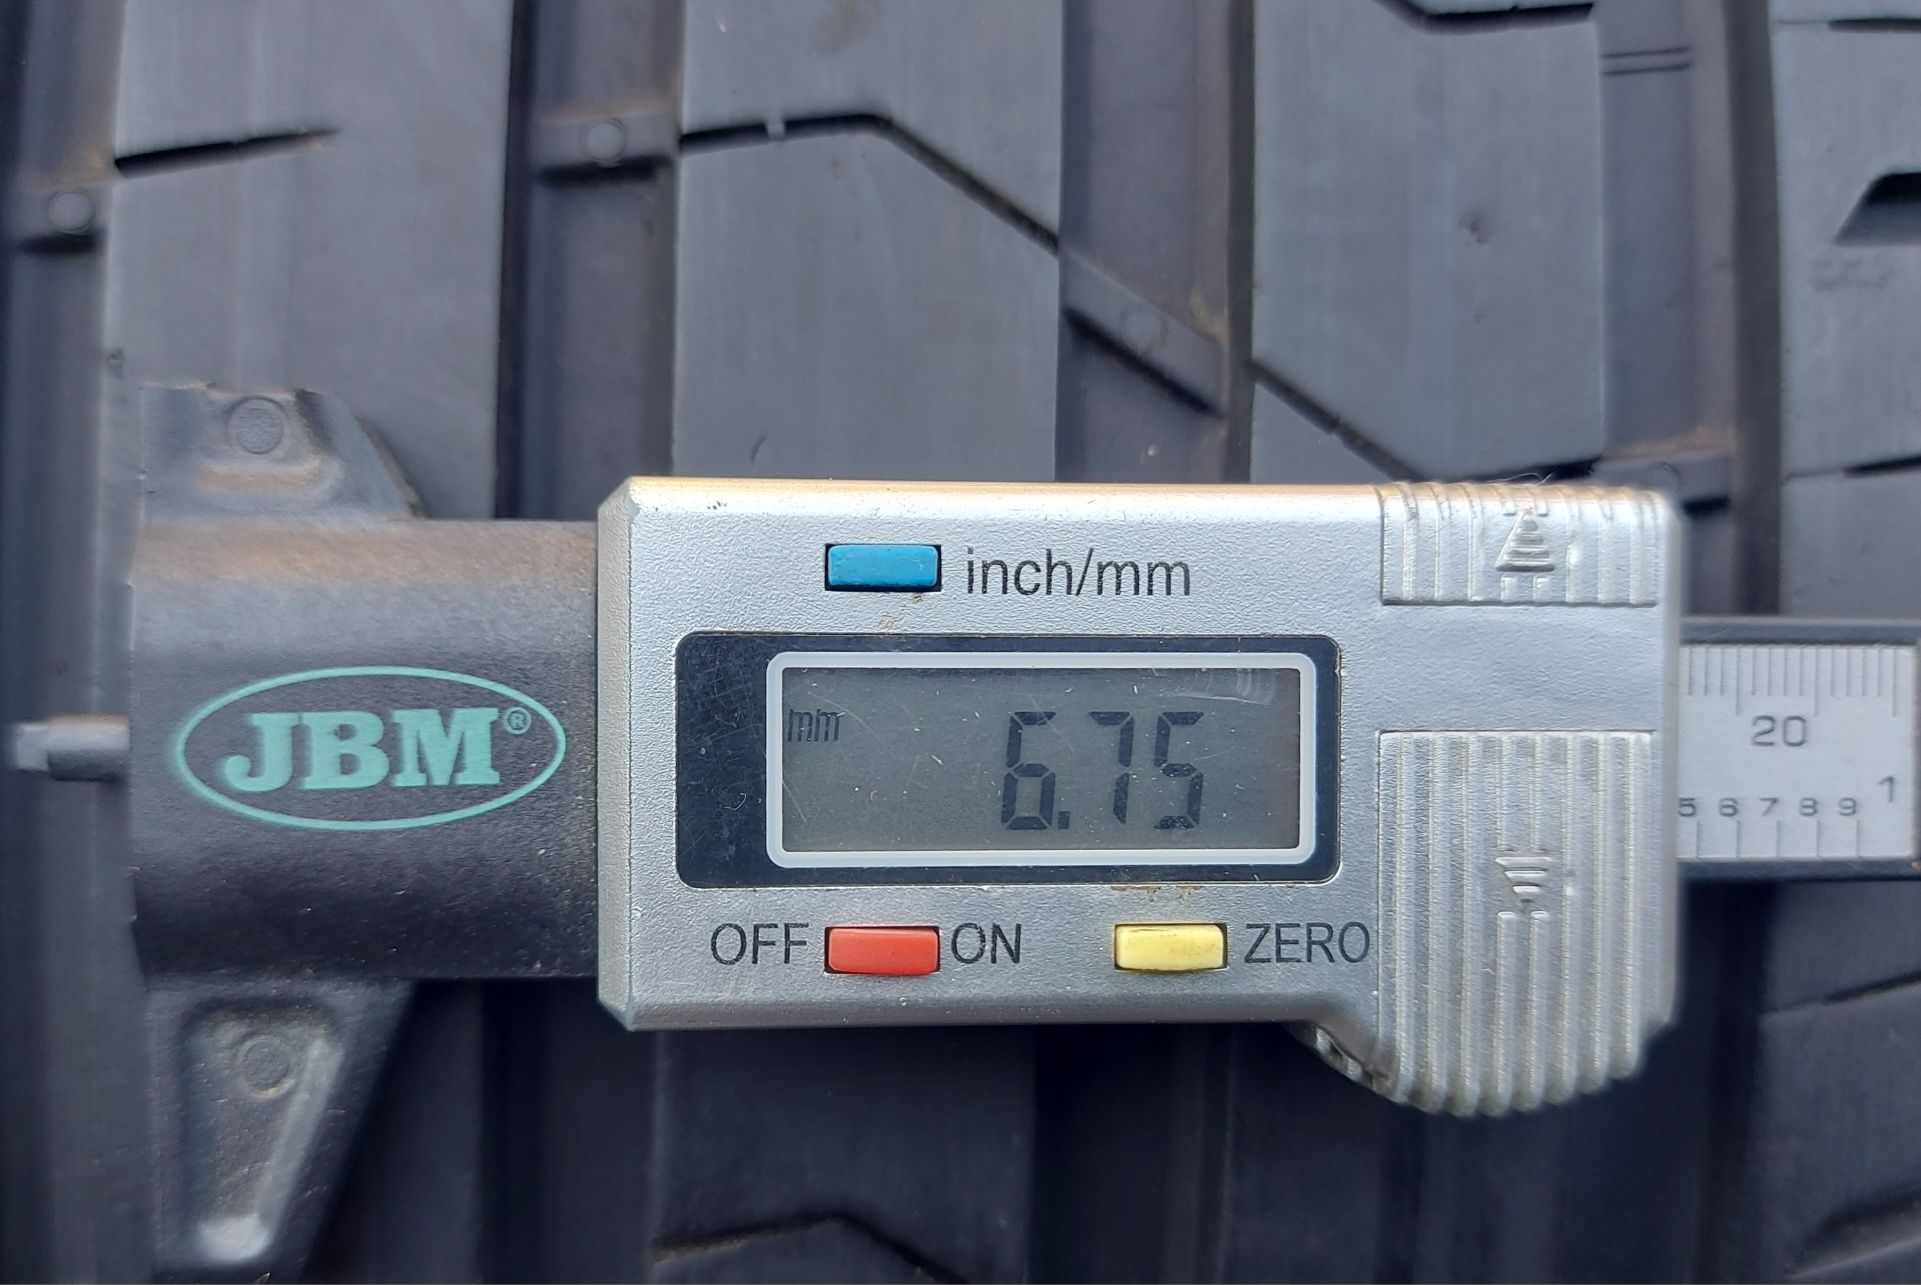 inch/mm
JBM®
mm 6.75
20
5 6 7 8 9 1
OFF ON ZERO